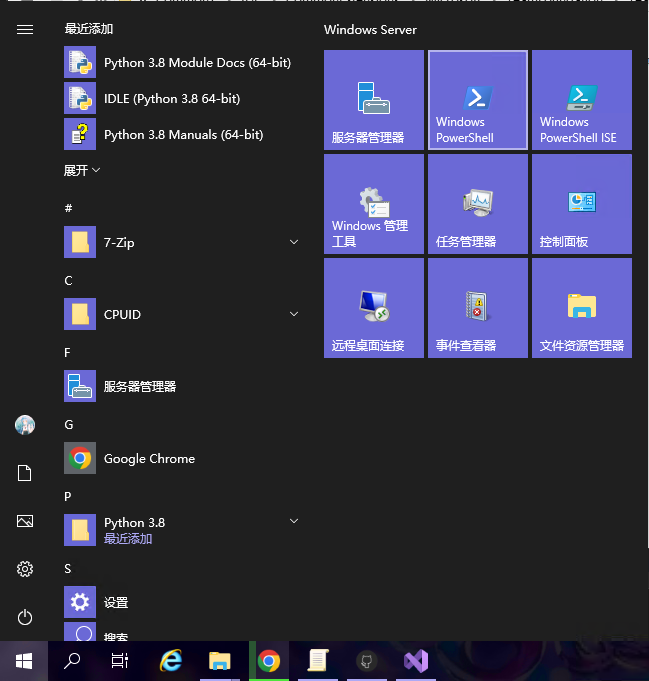 最近添加
Python 3.8 Module Docs (64-bit)
IDLE (Python 3.8 64-bit)
Python 3.8 Manuals (64-bit)
展开
#
7-Zip
C
CPUID
F
服务器管理器
G
Google Chrome
P
Python 3.8
最近添加
S
设置
搜索
Windows Server
服务器管理器
Windows
PowerShell
Windows
PowerShell ISE
Windows 管理
工具
任务管理器
控制面板
远程桌面连接
事件查看器
文件资源管理器